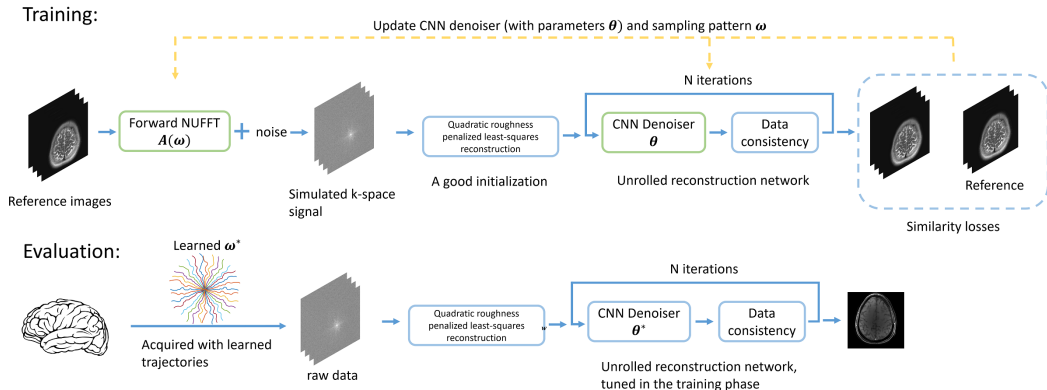 Training:
Update CNN denoiser (with parameters θ) and sampling pattern ω
Forward NUFFT
A(ω)
+ noise
Reference images
Simulated k-space
signal
Quadratic roughness
penalized least-squares
reconstruction
A good initialization
N iterations
CNN Denoiser
θ
Data
consistency
Unrolled reconstruction network
Reference
Similarity losses
Evaluation:
Learned ω*
Acquired with learned
trajectories
raw data
Quadratic roughness
penalized least-squares
reconstruction
w
N iterations
CNN Denoiser
θ*
Data
consistency
Unrolled reconstruction network,
tuned in the training phase